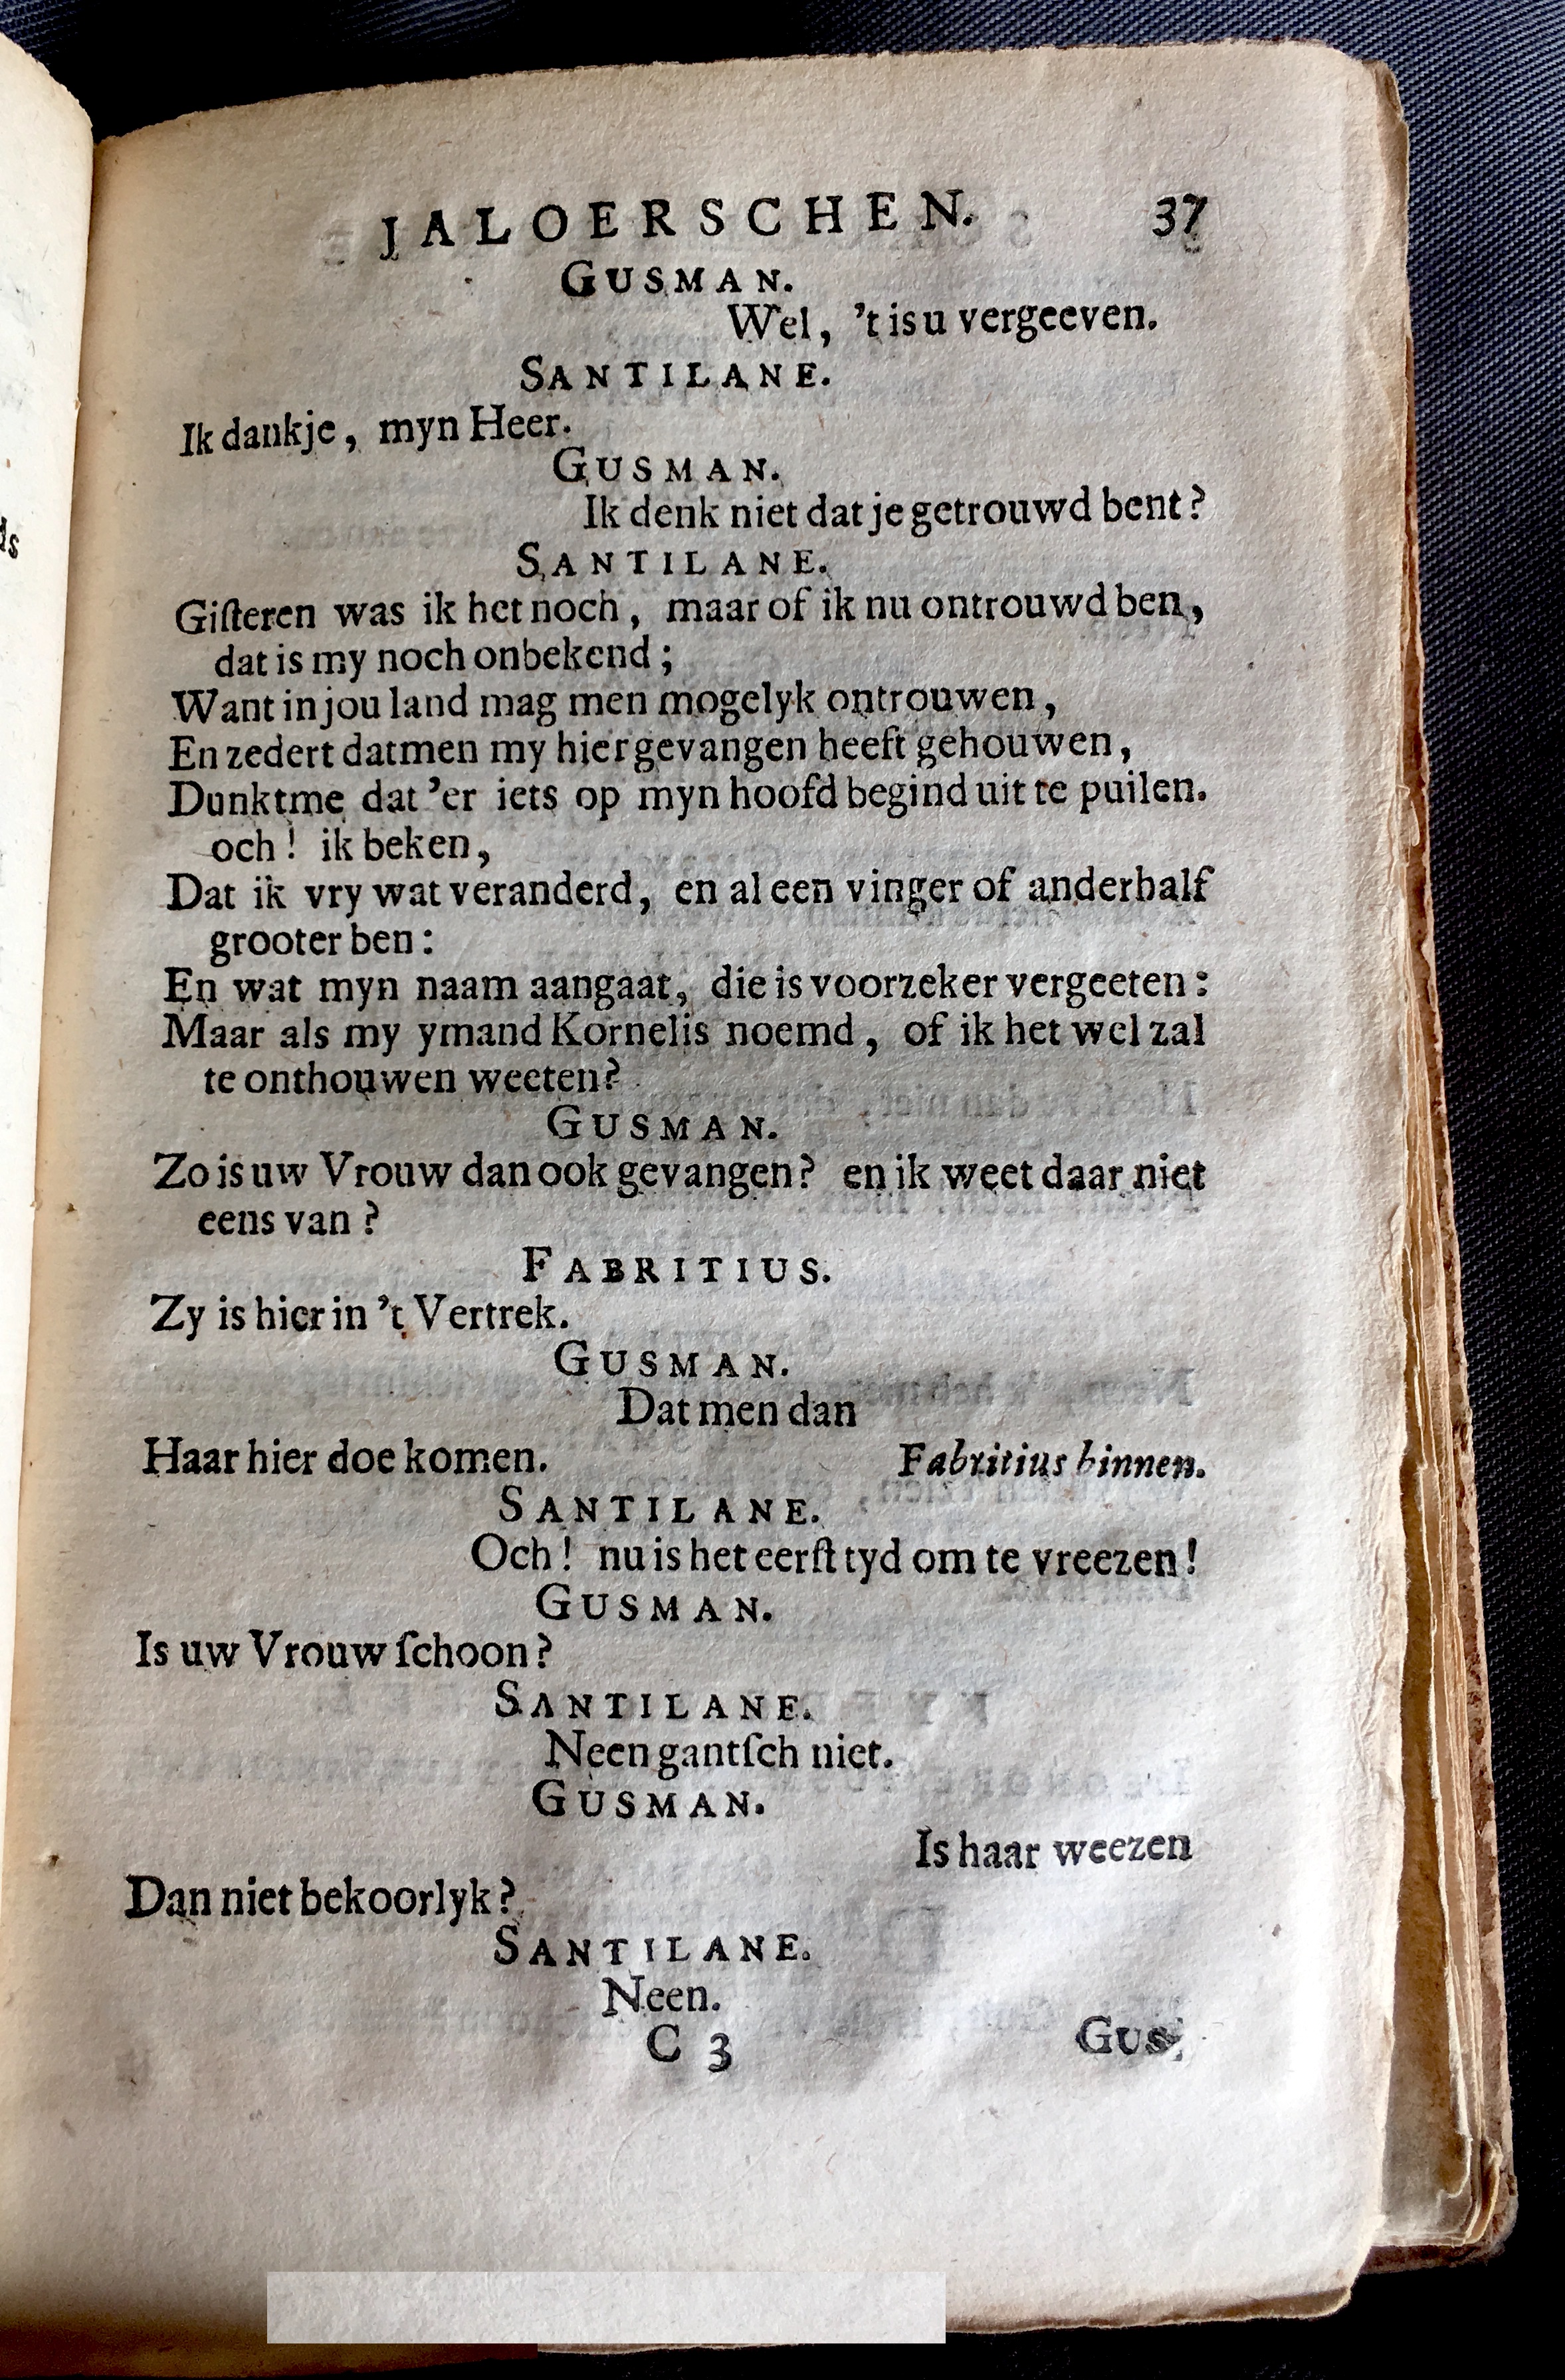 JALOERSCHEN. 37
GUSMAN.
Wel, 't is u vergeeven.
SANTILANE.
Ik dankje, myn Heer.
GUSMAN.
Ik denk niet dat je getrouwd bent?
SANTILANE.
Giſteren was ik het noch, maar of ik nu ontrouwd ben,
dat is my noch onbekend;
Want in jou land mag men mogelyk ontrouwen,
En zedert datmen my hier gevangen heeft gehouwen,
Dunktme dat 'er iets op myn hoofd begind uit te puilen.
och! ik beken,
Dat ik vry wat veranderd, en al een vinger of anderhalf
grooter ben:
En wat myn naam aangaat, die is voorzeker vergeeten:
Maar als my ymand Kornelis noemd, of ik het wel zal
te onthouwen weeten?
GUSMAN.
Zo is uw Vrouw dan ook gevangen? en ik weet daar niet
eens van?
FABRITIUS.
Zy is hier in 't Vertrek.
GUSMAN.
Dat men dan
Haar hier doe komen. Fabritius binnen.
SANTILANE.
Och! nu is het eerſt tyd om te vreezen!
GUSMAN.
Is uw Vrouw ſchoon?
SANTILANE.
Neen gantſch niet.
GUSMAN.
Is haar weezen
Dan niet bekoorlyk?
SANTILANE.
Neen.
C 3 GUS-
ds